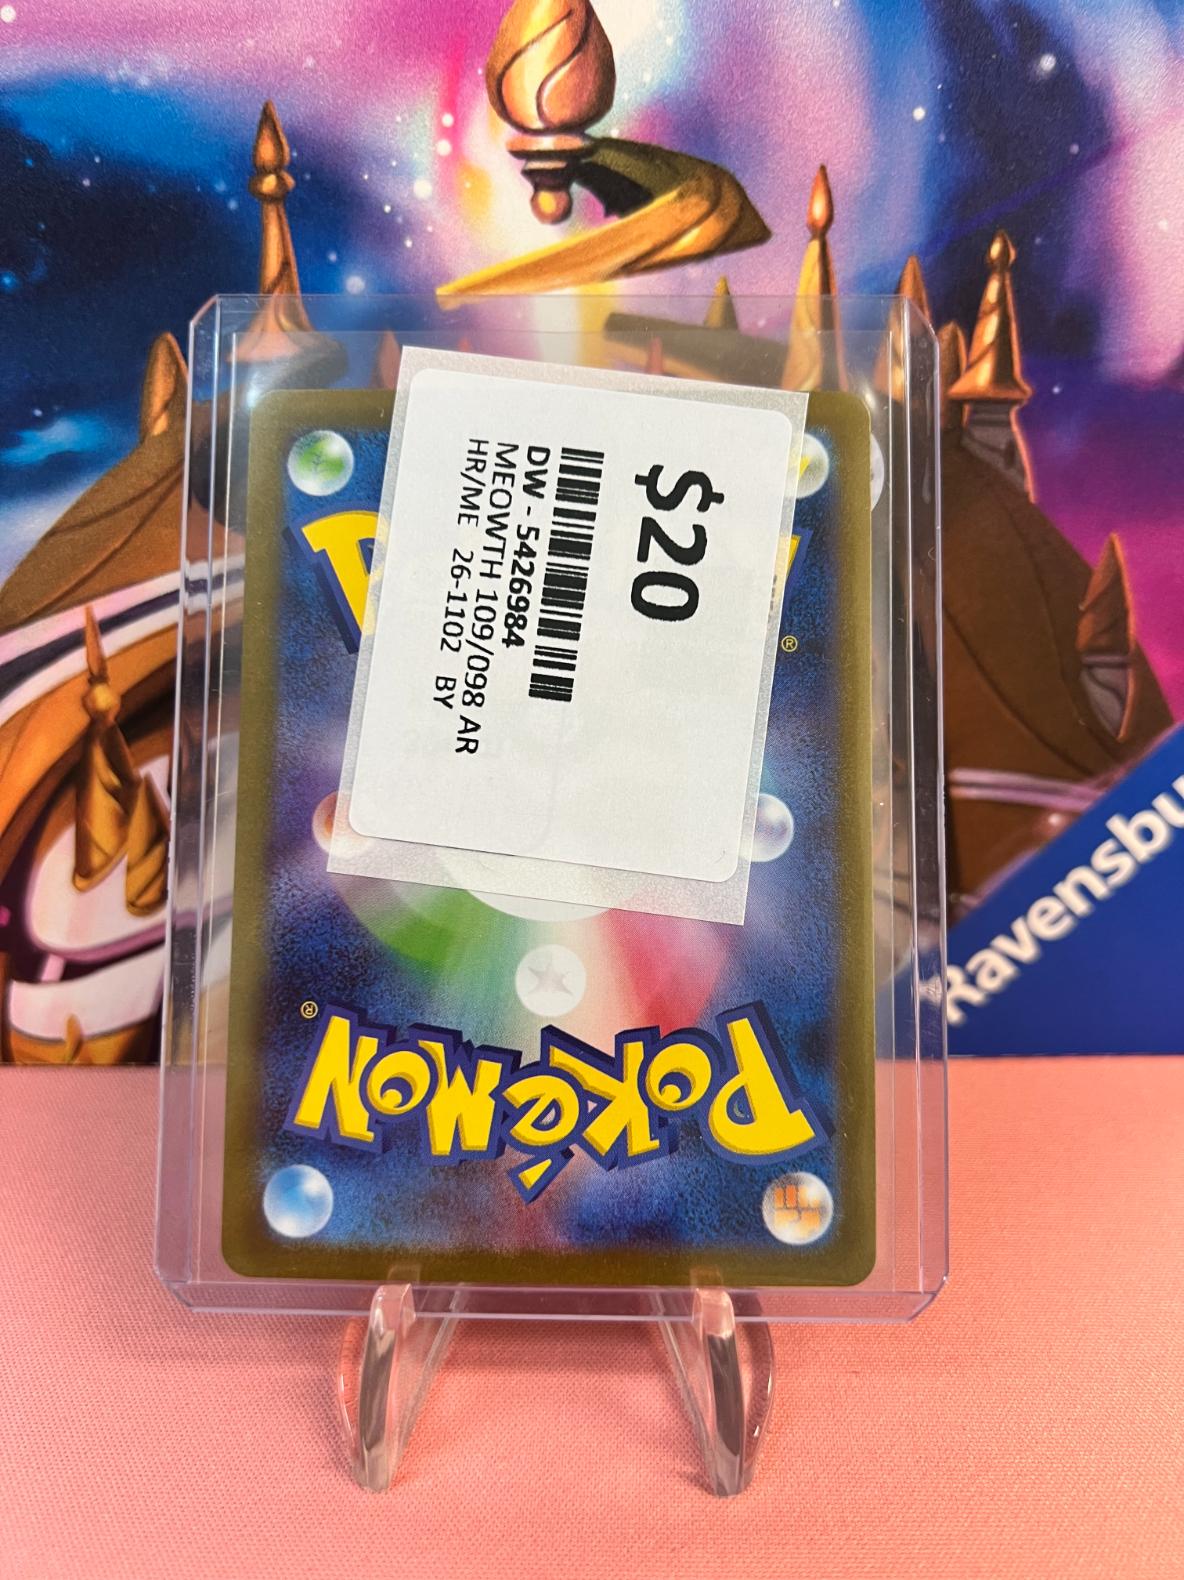 $20
DW - 5426984
MEOWTH 109/098 AR
HR/ME 26-1102 BY
®
POKéMON
®
Ravensbu